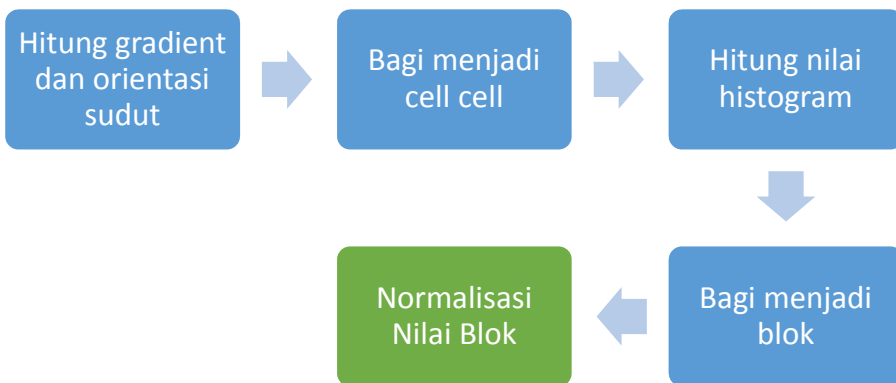 Hitung gradient
dan orientasi
sudut
Bagi menjadi
cell cell
Hitung nilai
histogram
Bagi menjadi
blok
Normalisasi
Nilai Blok